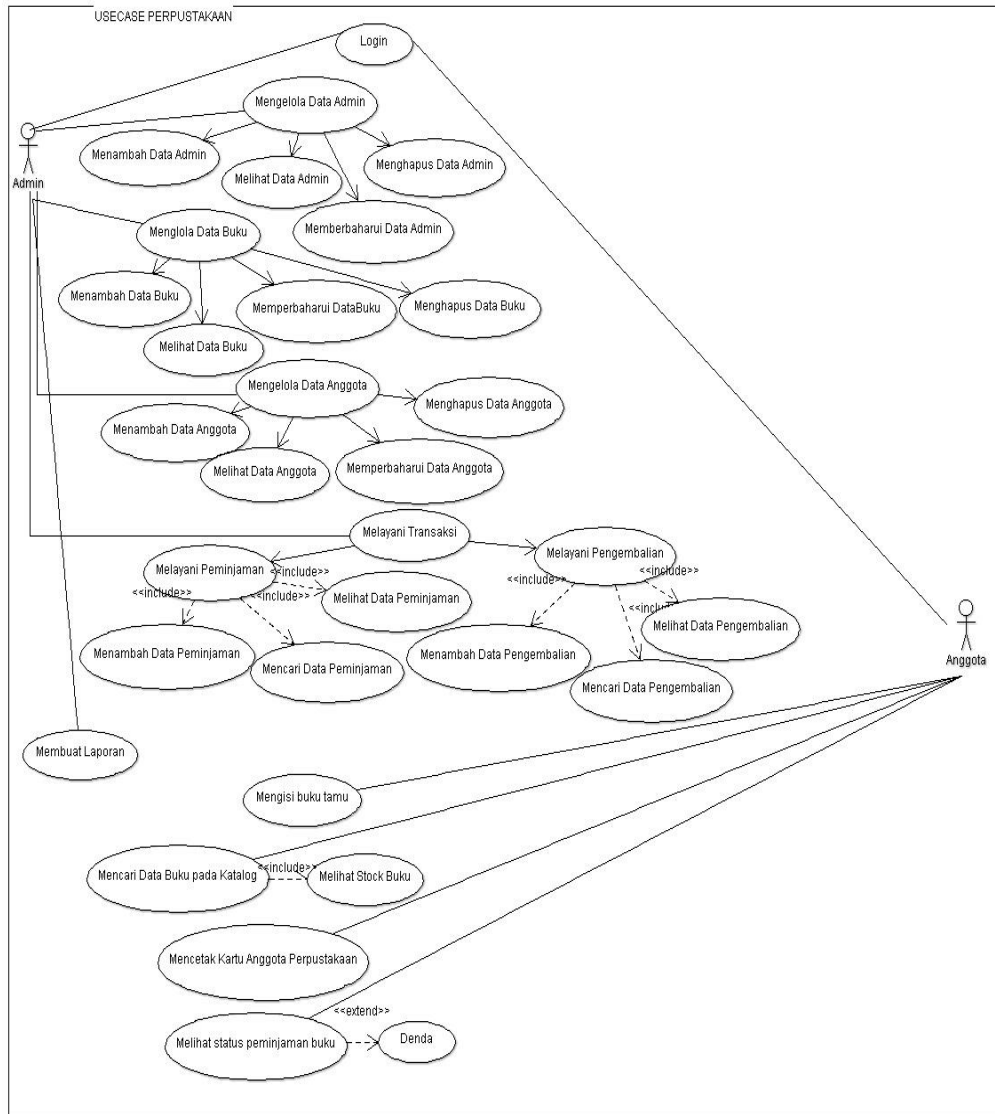 USECASE PERPUSTAKAAN
Login
Mengelola Data Admin
Menambah Data Admin
Melihat Data Admin
Menghapus Data Admin
Memberbaharui Data Admin
Admin
Menglola Data Buku
Menambah Data Buku
Memperbaharui DataBuku
Menghapus Data Buku
Melihat Data Buku
Mengelola Data Anggota
Menghapus Data Anggota
Menambah Data Anggota
Melihat Data Anggota
Memperbaharui Data Anggota
Melayani Transaksi
Melayani Peminjaman
Melayani Pengembalian
<<include>>
<<include>>
<<include>>
<<include>>
<<include>>
<<include>>
Melihat Data Peminjaman
Melihat Data Pengembalian
Menambah Data Peminjaman
Mencari Data Peminjaman
Menambah Data Pengembalian
Mencari Data Pengembalian
Anggota
Membuat Laporan
Mengisi buku tamu
Mencari Data Buku pada Katalog
<<include>>
Melihat Stock Buku
Mencetak Kartu Anggota Perpustakaan
<<extend>>
Melihat status peminjaman buku
Denda